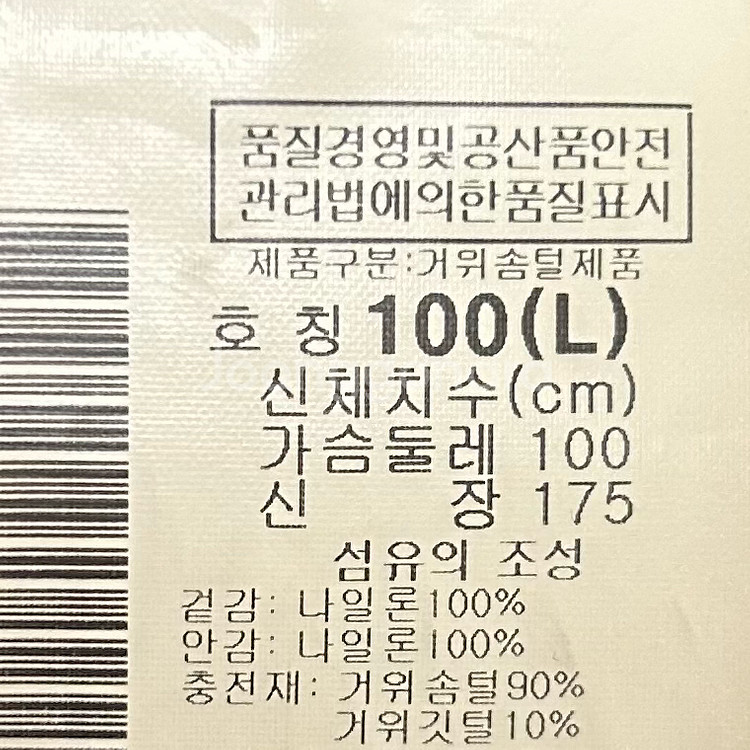 품질경영및공산품안전
관리법에의한품질표시
제품구분:거위솜털제품
호 칭 100(L)
신체치수(cm)
가슴둘레 100
신 장 175
섬유의 조성
겉감: 나일론100%
안감: 나일론100%
충전재: 거위솜털90%
거위깃털10%